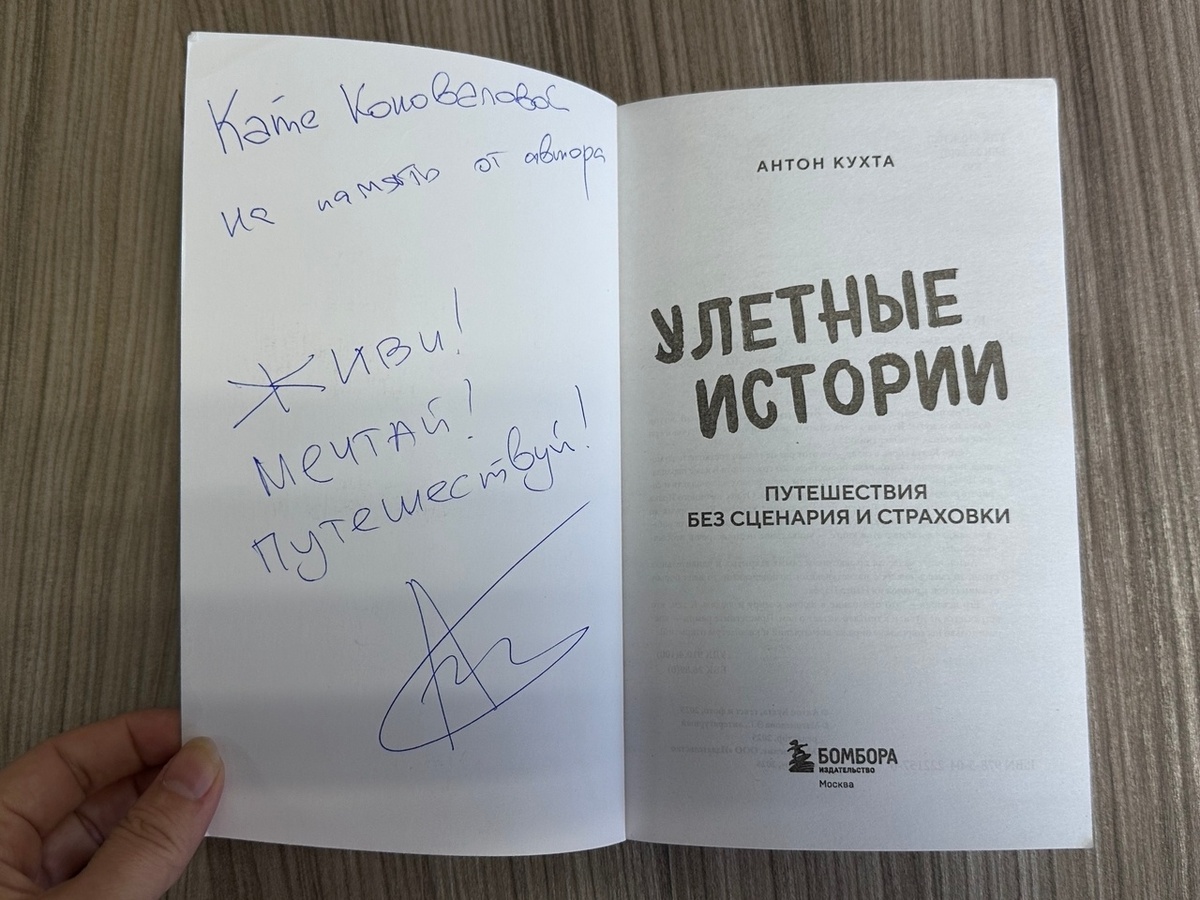 Кате Коноваловой
На память от автора
Живи!
Мечтай!
Путешествуй!
АНТОН КУХТА
УЛЕТНЫЕ
ИСТОРИИ
ПУТЕШЕСТВИЯ
БЕЗ СЦЕНАРИЯ И СТРАХОВКИ
БОМБОРА
ИЗДАТЕЛЬСТВО
Москва